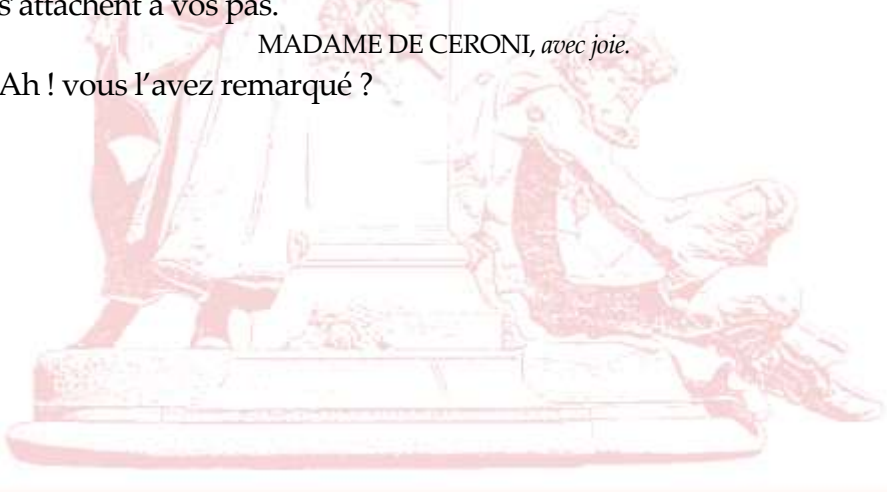 s'attachent à vos pas.
MADAME DE CERONI, avec joie.
Ah ! vous l'avez remarqué ?